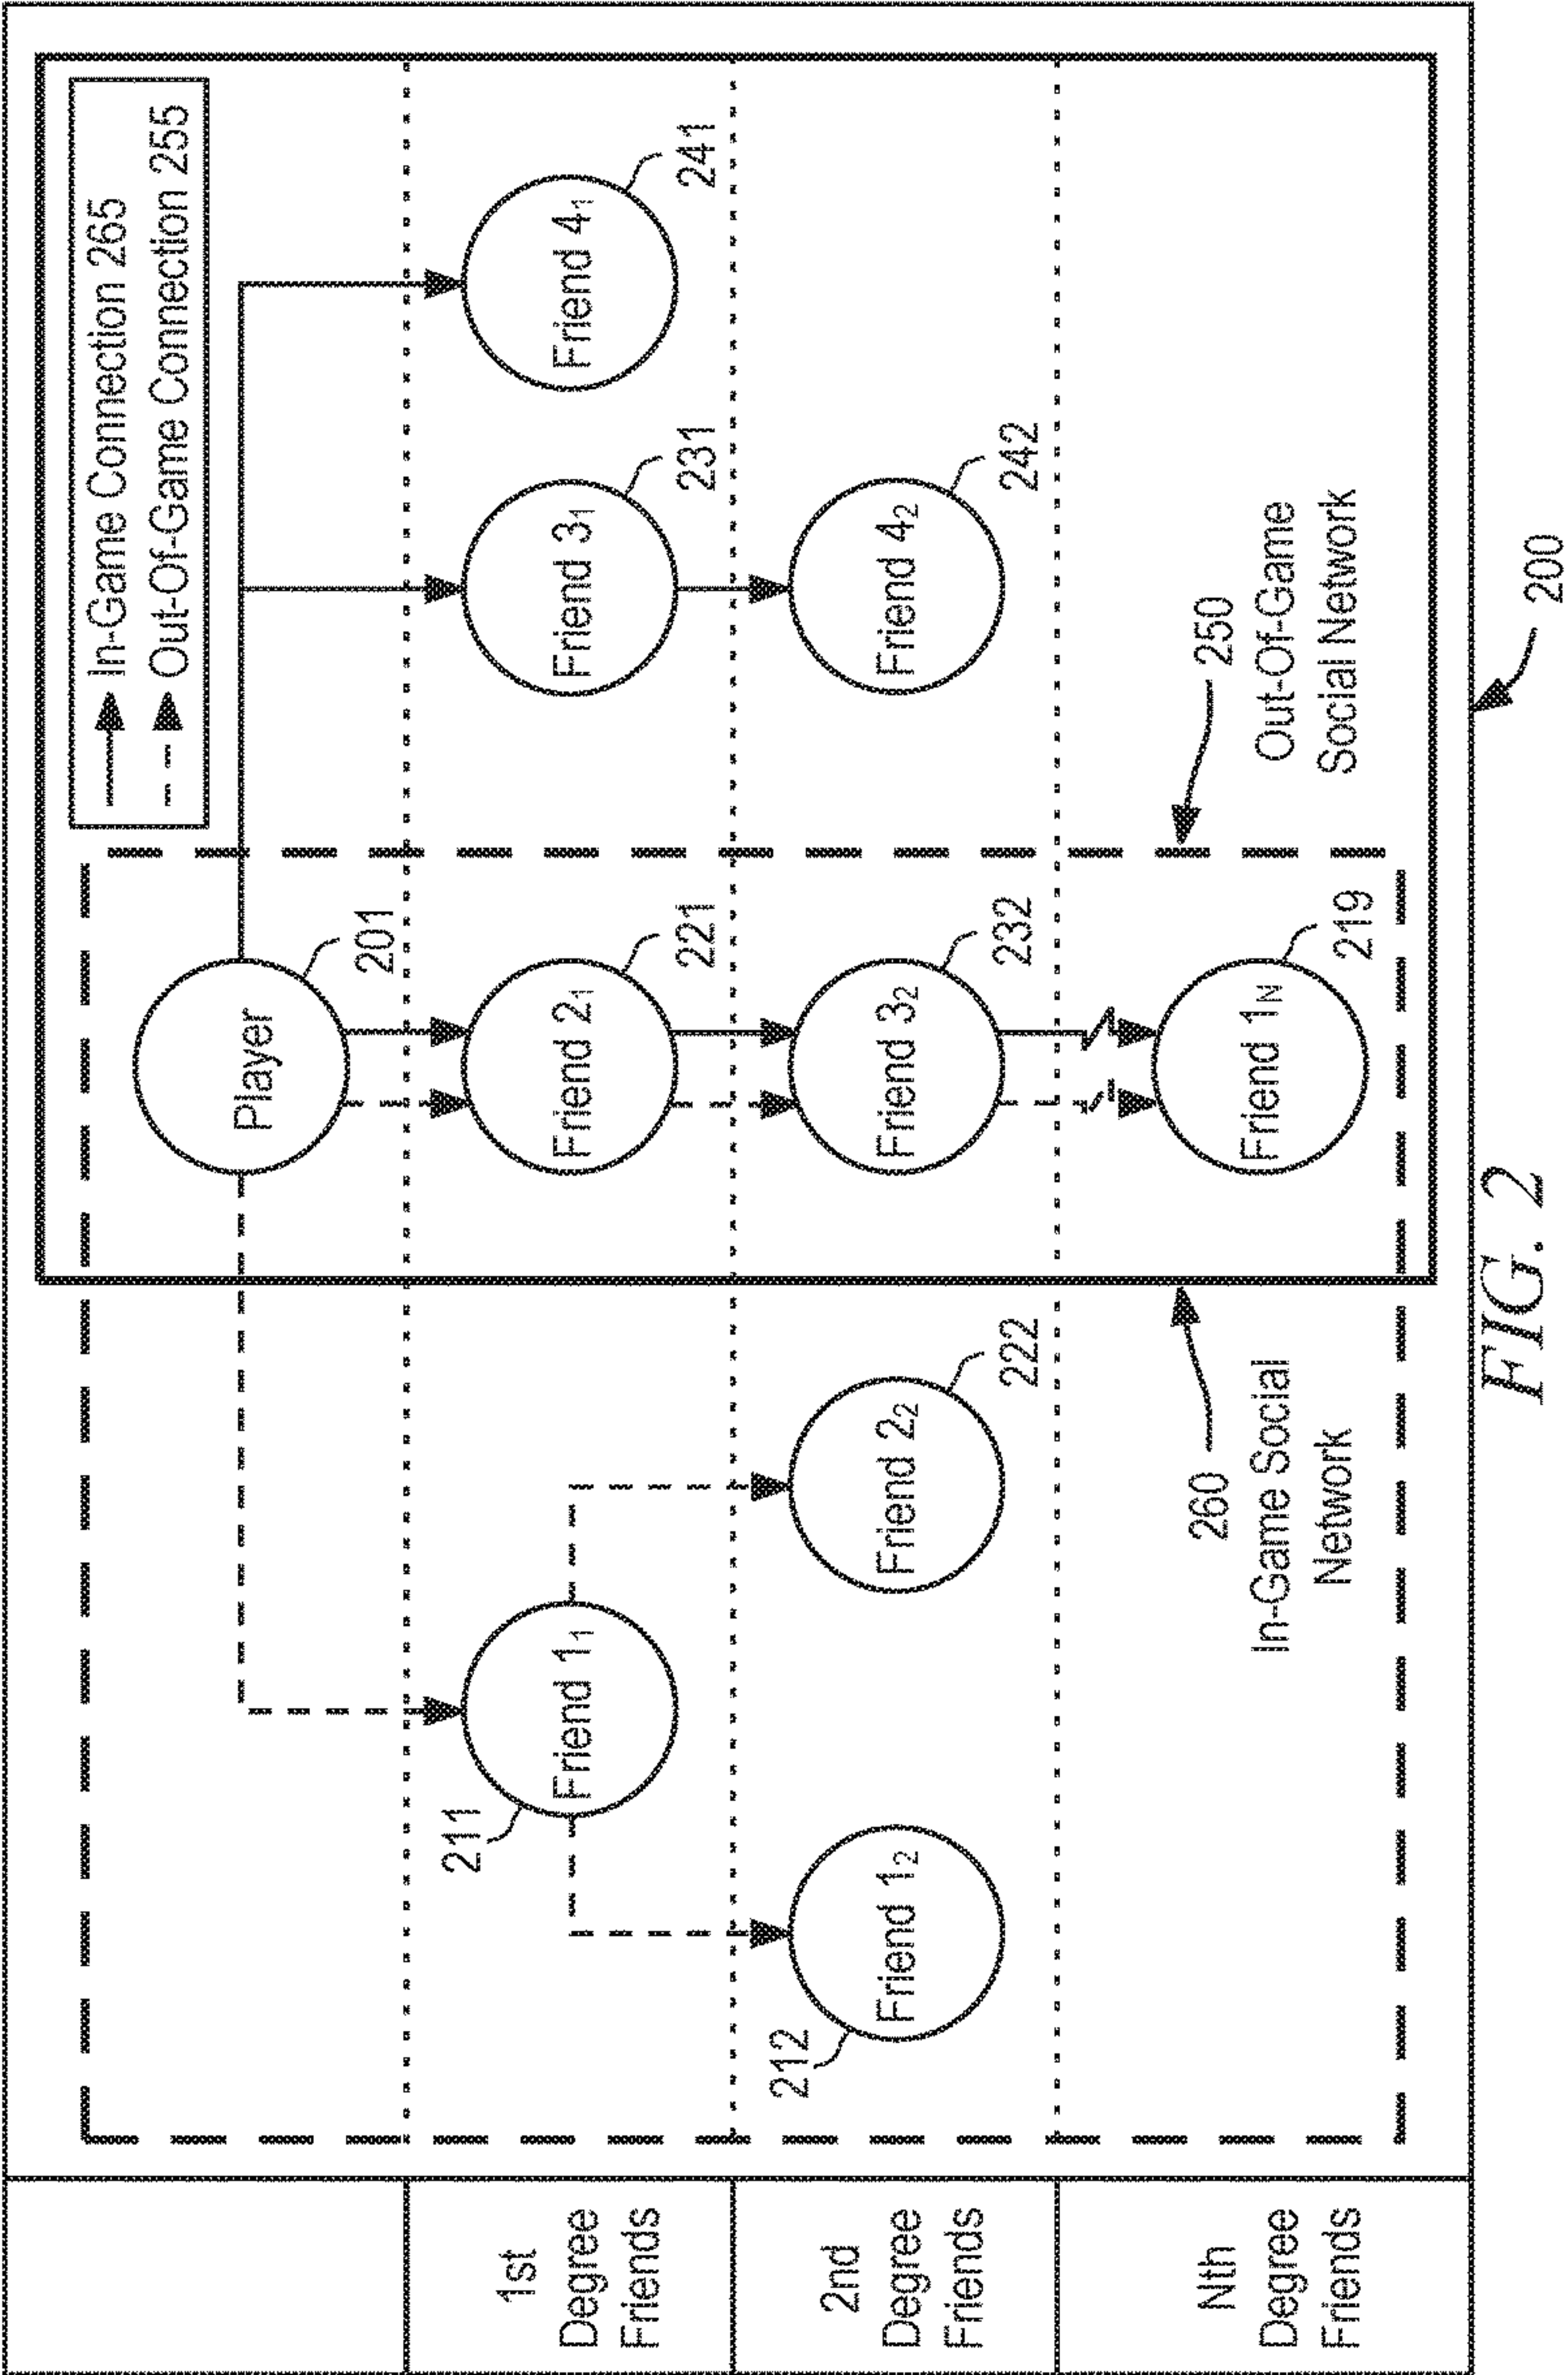 In-Game Connection 265
Out-Of-Game Connection 255
Player
201
1st
Degree
Friends
211
Friend 1₁
Friend 2₁
221
Friend 3₁
231
Friend 4₁
241
2nd
Degree
Friends
212
Friend 1₂
Friend 2₂
222
Friend 3₂
232
Friend 4₂
242
Nth
Degree
Friends
260
In-Game Social
Network
Friend 1N
219
250
Out-Of-Game
Social Network
200
FIG. 2